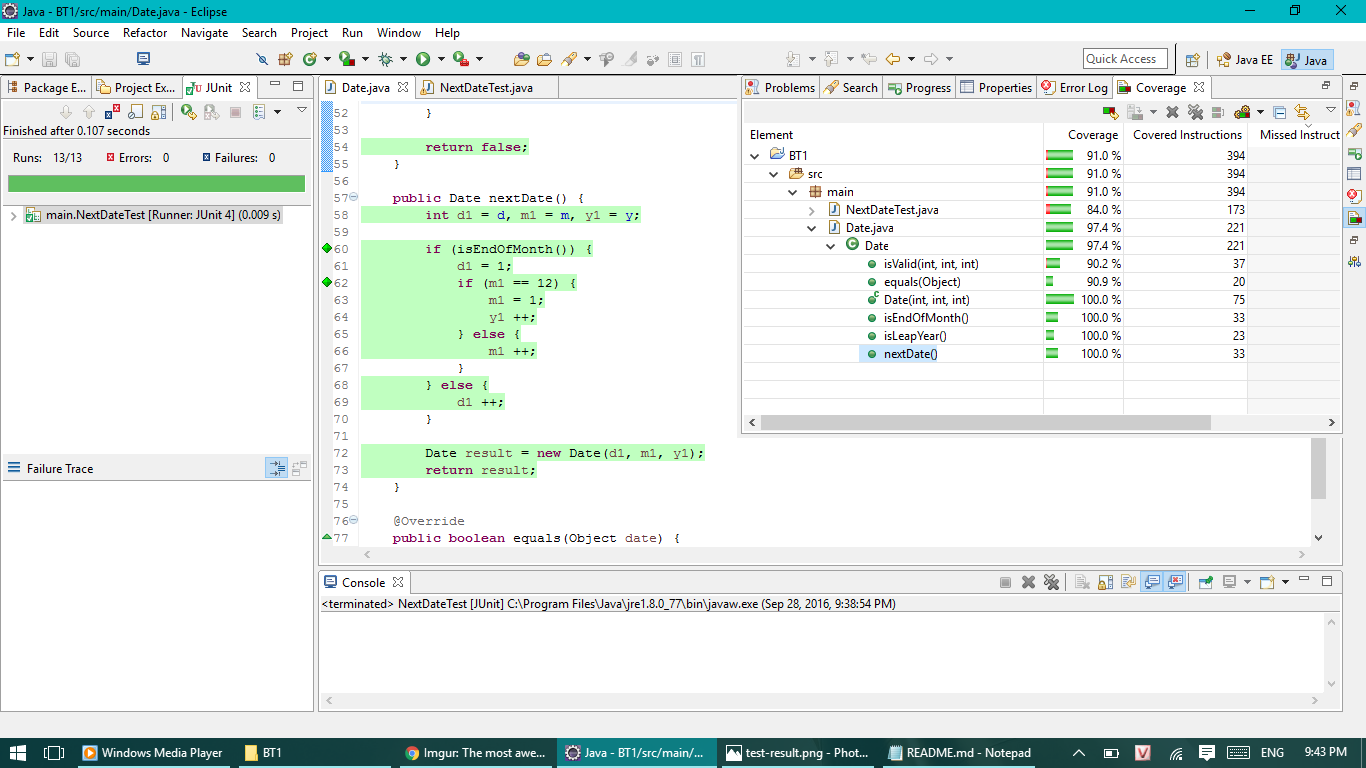 Java - BT1/src/main/Date.java - Eclipse
File Edit Source Refactor Navigate Search Project Run Window Help
Quick Access
Java EE
Java
Package E...
Project Ex...
JUnit
Finished after 0.107 seconds
Runs: 13/13
Errors: 0
Failures: 0
main.NextDateTest [Runner: JUnit 4] (0.009 s)
Failure Trace
Date.java
NextDateTest.java
52 }
53
54 return false;
55 }
56
57 public Date nextDate() {
58 int d1 = d, m1 = m, y1 = y;
59
60 if (isEndOfMonth()) {
61 d1 = 1;
62 if (m1 == 12) {
63 m1 = 1;
64 y1 ++;
65 } else {
66 m1 ++;
67 }
68 } else {
69 d1 ++;
70 }
71
72 Date result = new Date(d1, m1, y1);
73 return result;
74 }
75
76 @Override
77 public boolean equals(Object date) {
Problems
Search
Progress
Properties
Error Log
Coverage
Element Coverage Covered Instructions Missed Instruct
BT1 91.0 % 394
src 91.0 % 394
main 91.0 % 394
NextDateTest.java 84.0 % 173
Date.java 97.4 % 221
Date 97.4 % 221
isValid(int, int, int) 90.2 % 37
equals(Object) 90.9 % 20
Date(int, int, int) 100.0 % 75
isEndOfMonth() 100.0 % 33
isLeapYear() 100.0 % 23
nextDate() 100.0 % 33
Console
<terminated> NextDateTest [JUnit] C:\Program Files\Java\jre1.8.0_77\bin\javaw.exe (Sep 28, 2016, 9:38:54 PM)
Windows Media Player
BT1
Imgur: The most awe...
Java - BT1/src/main/...
test-result.png - Phot...
README.md - Notepad
ENG
9:43 PM